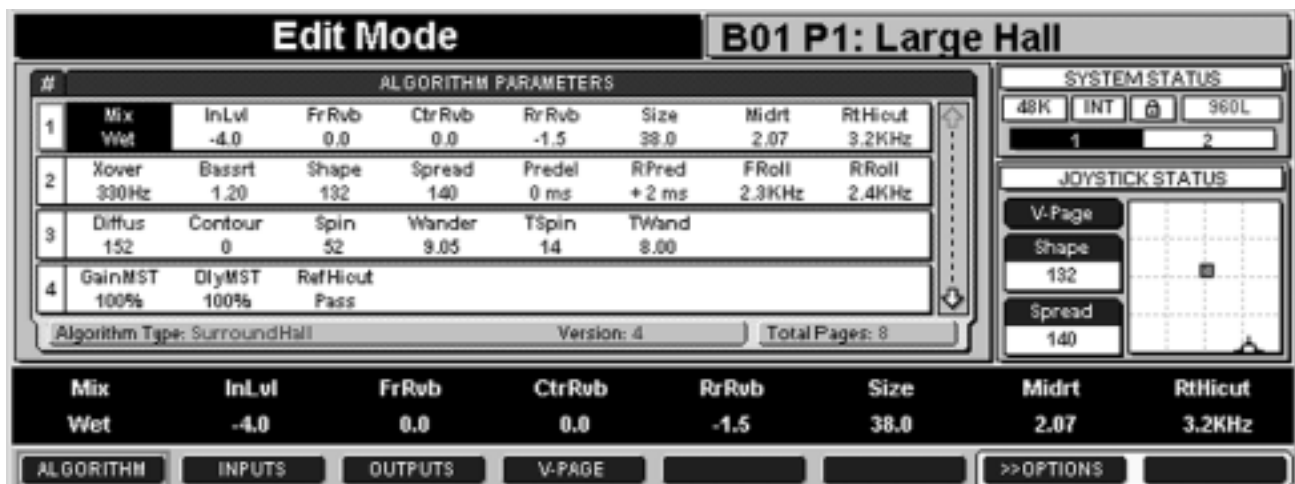 Edit Mode
B01 P1: Large Hall
# ALGORITHM PARAMETERS
1 Mix InLvl FrRvb CtrRvb RrRvb Size Midrt RtHicut
Wet -4.0 0.0 0.0 -1.5 38.0 2.07 3.2KHz
2 Xover Bassrt Shape Spread Predel RPred FRoll RRoll
330Hz 1.20 132 140 0 ms +2 ms 2.3KHz 2.4KHz
3 Diffus Contour Spin Wander TSpin TWand
152 0 52 9.05 14 8.00
4 GainMST DlyMST RefHicut
100% 100% Pass
Algorithm Type: SurroundHall Version: 4 Total Pages: 8
SYSTEM STATUS
48K INT 960L
1 2
JOYSTICK STATUS
V-Page
Shape
132
Spread
140
Mix InLvl FrRvb CtrRvb RrRvb Size Midrt RtHicut
Wet -4.0 0.0 0.0 -1.5 38.0 2.07 3.2KHz
ALGORITHM INPUTS OUTPUTS V-PAGE >>OPTIONS